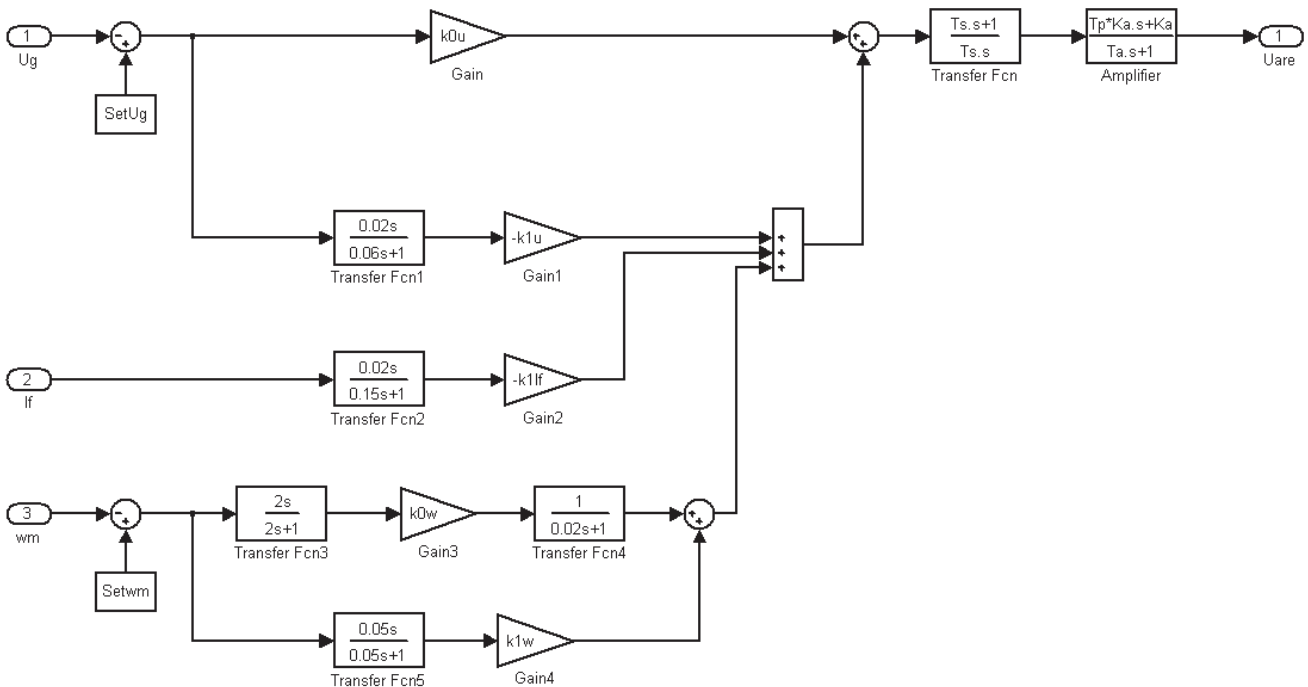 1
Ug
SetUg
k0u
Gain
Ts.s+1
Ts.s
Transfer Fcn
Tp*Ka.s+Ka
Ta.s+1
Amplifier
1
Uare
0.02s
0.06s+1
Transfer Fcn1
-k1u
Gain1
2
If
0.02s
0.15s+1
Transfer Fcn2
-k1If
Gain2
3
wm
Setwm
2s
2s+1
Transfer Fcn3
k0w
Gain3
1
0.02s+1
Transfer Fcn4
0.05s
0.05s+1
Transfer Fcn5
k1w
Gain4